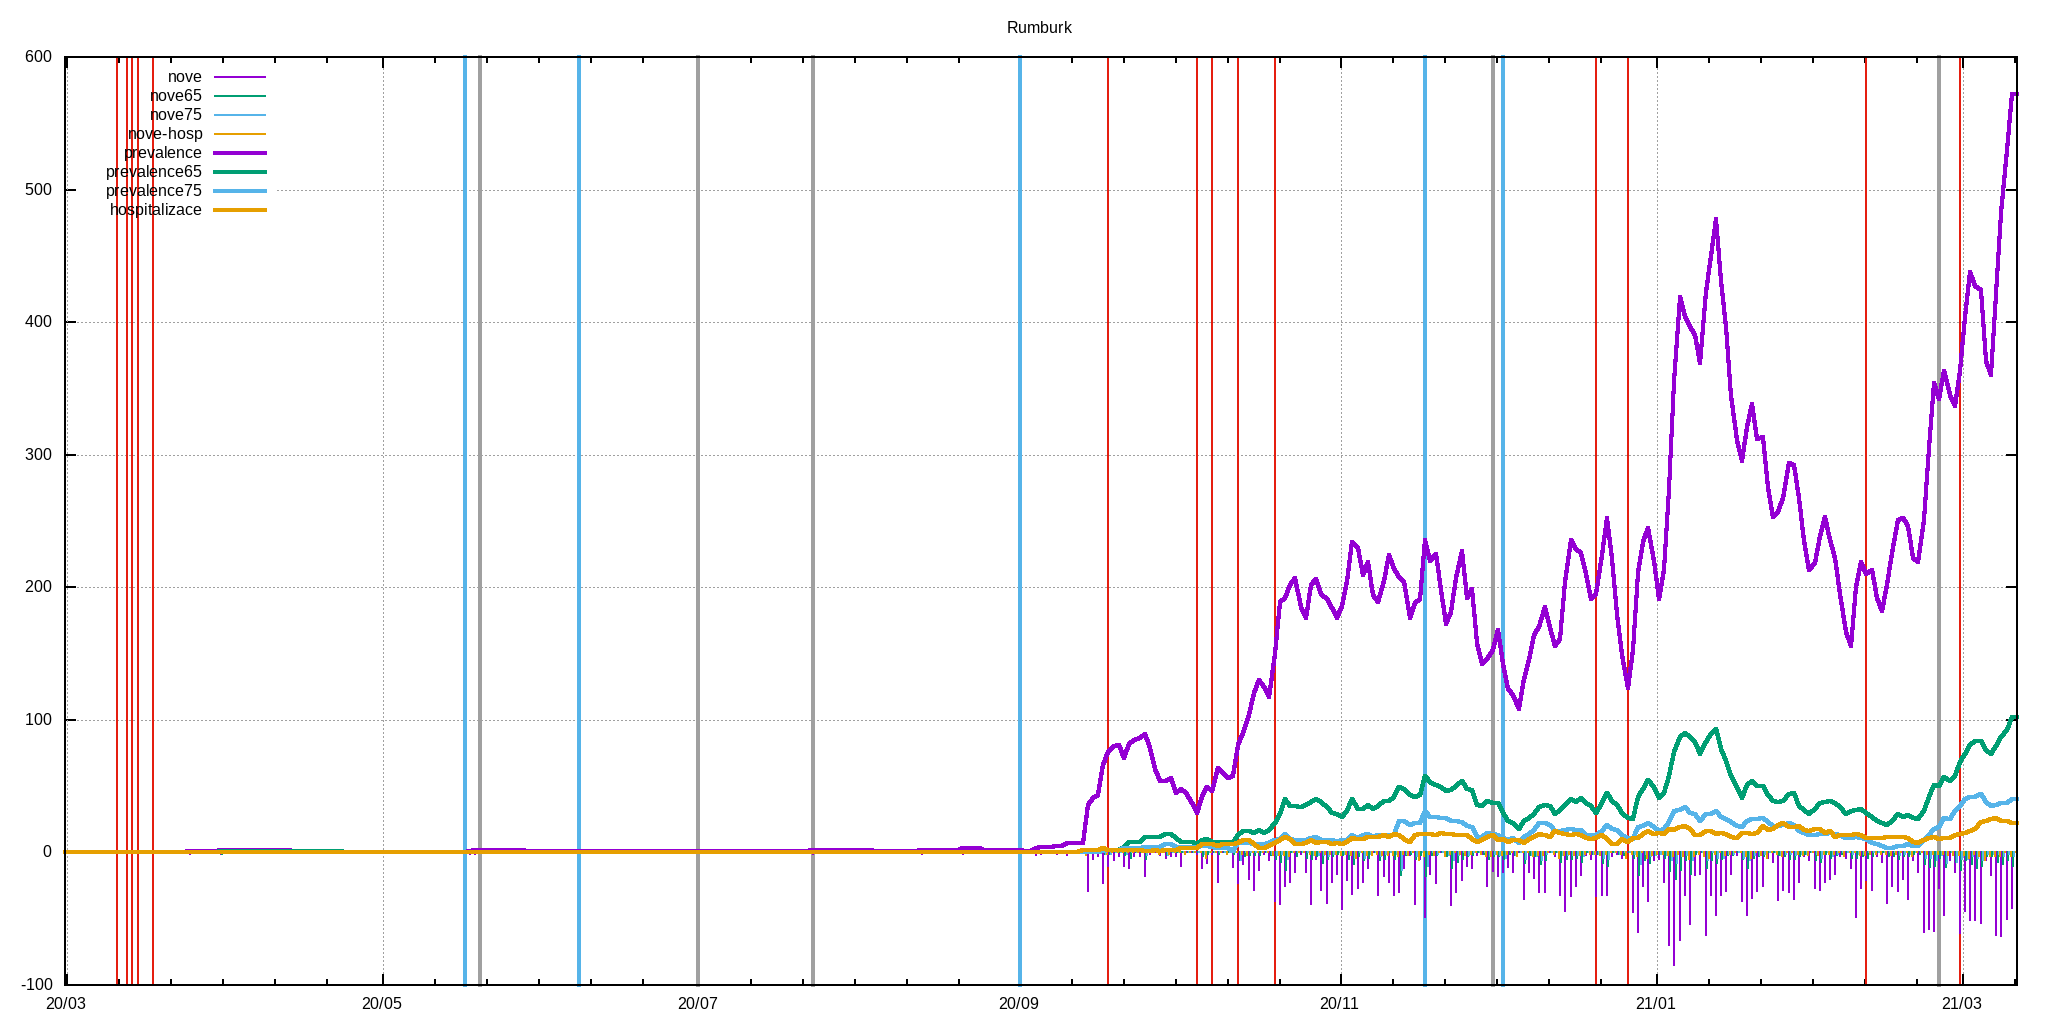 Rumburk
600
500
400
300
200
100
0
-100
nove
nove65
nove75
nove-hosp
prevalence
prevalence65
prevalence75
hospitalizace
20/03 20/05 20/07 20/09 20/11 21/01 21/03